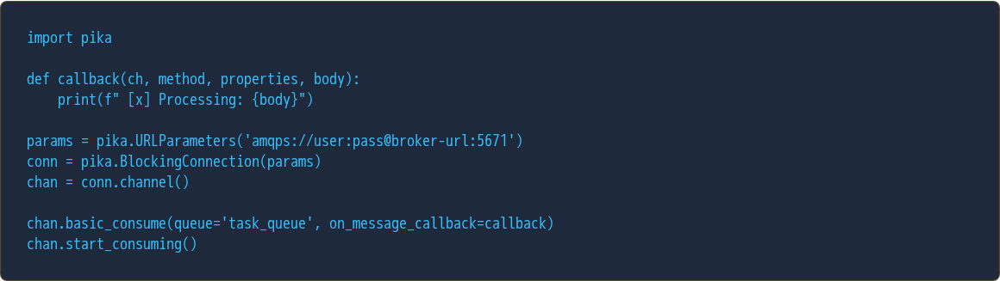 import pika

def callback(ch, method, properties, body):
    print(f" [x] Processing: {body}")

params = pika.URLParameters('amqps://user:pass@broker-url:5671')
conn = pika.BlockingConnection(params)
chan = conn.channel()

chan.basic_consume(queue='task_queue', on_message_callback=callback)
chan.start_consuming()